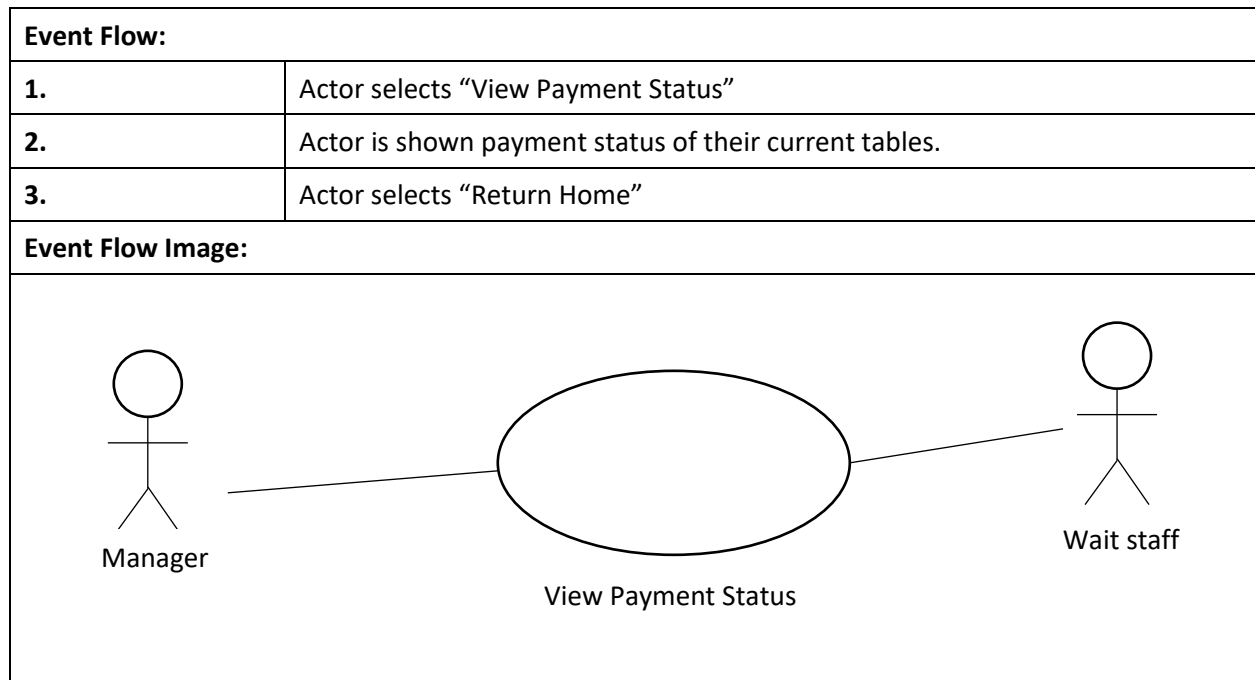 Event Flow:
1. Actor selects “View Payment Status”
2. Actor is shown payment status of their current tables.
3. Actor selects “Return Home”
Event Flow Image:
Manager
Wait staff
View Payment Status